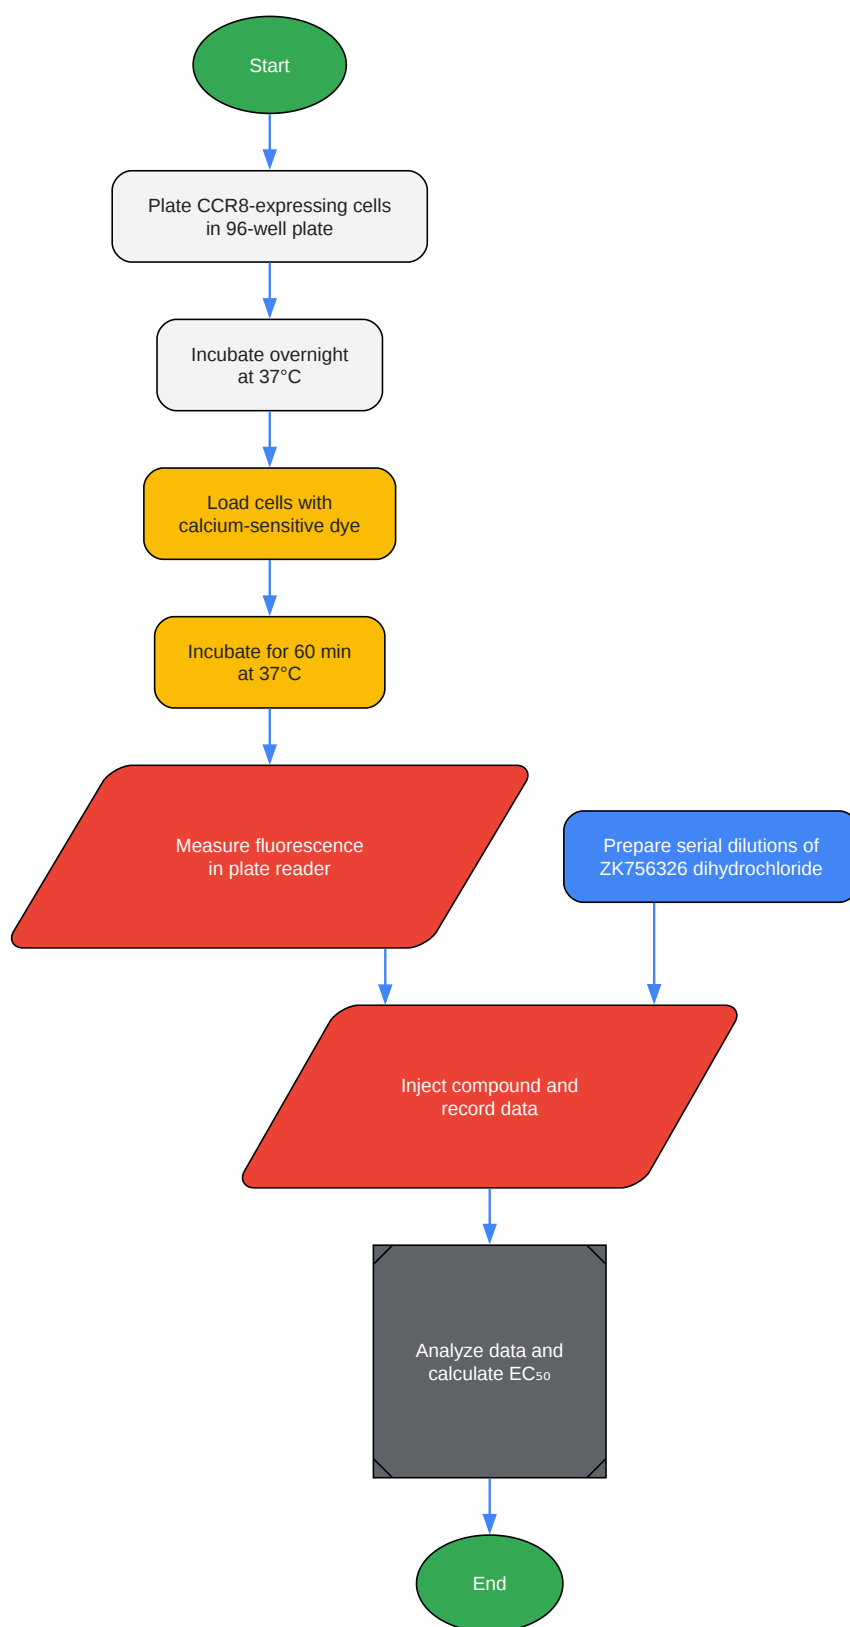 Start
Plate CCR8-expressing cells
in 96-well plate
Incubate overnight
at 37°C
Load cells with
calcium-sensitive dye
Incubate for 60 min
at 37°C
Measure fluorescence
in plate reader
Prepare serial dilutions of
ZK756326 dihydrochloride
Inject compound and
record data
Analyze data and
calculate EC₅₀
End